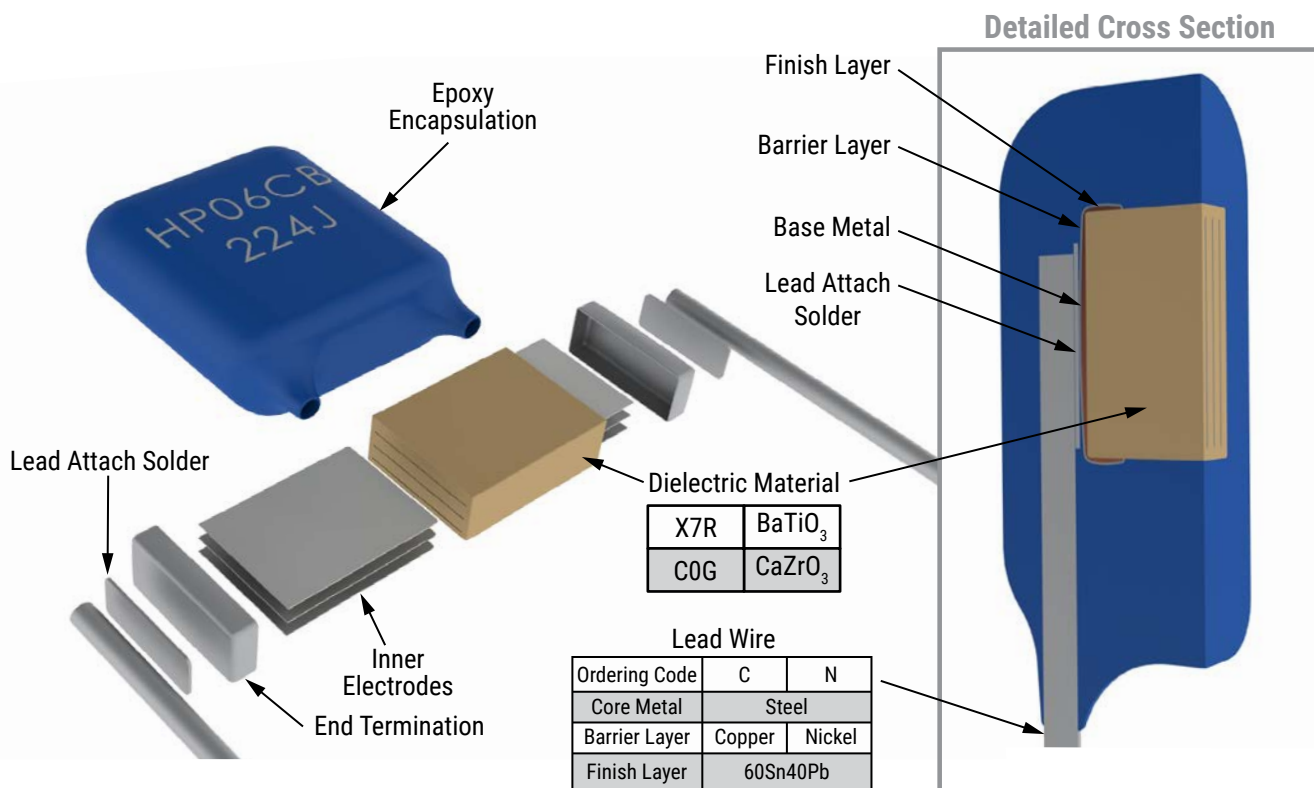 Detailed Cross Section
Epoxy
Encapsulation
HP06CB
224J
Finish Layer
Barrier Layer
Base Metal
Lead Attach
Solder
Lead Attach Solder
Dielectric Material
X7R BaTiO₃
C0G CaZrO₃
Inner
Electrodes
End Termination
Lead Wire
Ordering Code C N
Core Metal Steel
Barrier Layer Copper Nickel
Finish Layer 60Sn40Pb